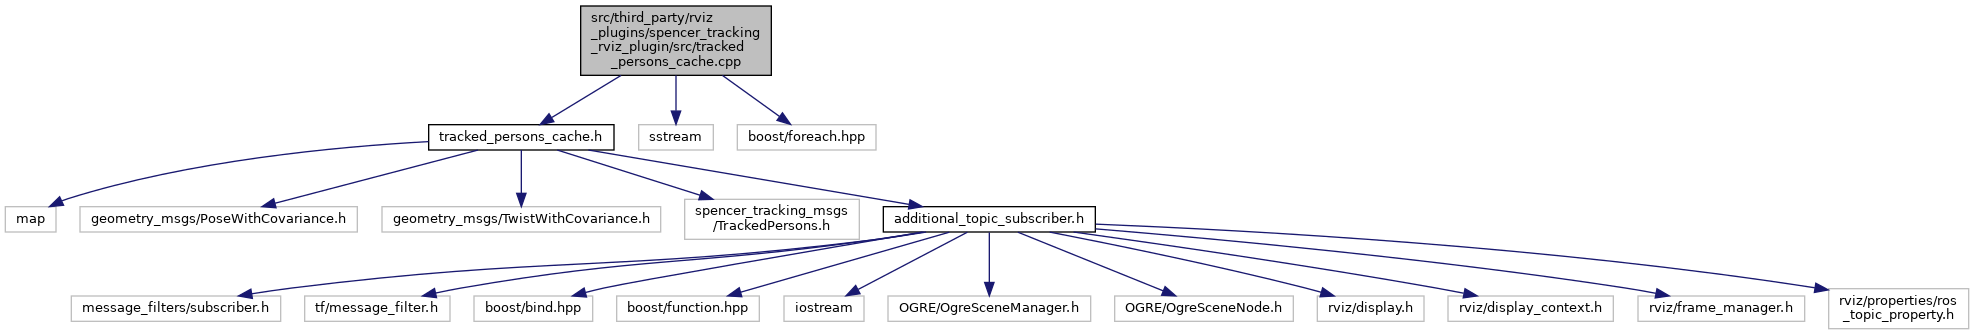 src/third_party/rviz
_plugins/spencer_tracking
_rviz_plugin/src/tracked
_persons_cache.cpp
tracked_persons_cache.h
sstream
boost/foreach.hpp
map
geometry_msgs/PoseWithCovariance.h
geometry_msgs/TwistWithCovariance.h
spencer_tracking_msgs
/TrackedPersons.h
additional_topic_subscriber.h
message_filters/subscriber.h
tf/message_filter.h
boost/bind.hpp
boost/function.hpp
iostream
OGRE/OgreSceneManager.h
OGRE/OgreSceneNode.h
rviz/display.h
rviz/display_context.h
rviz/frame_manager.h
rviz/properties/ros
_topic_property.h